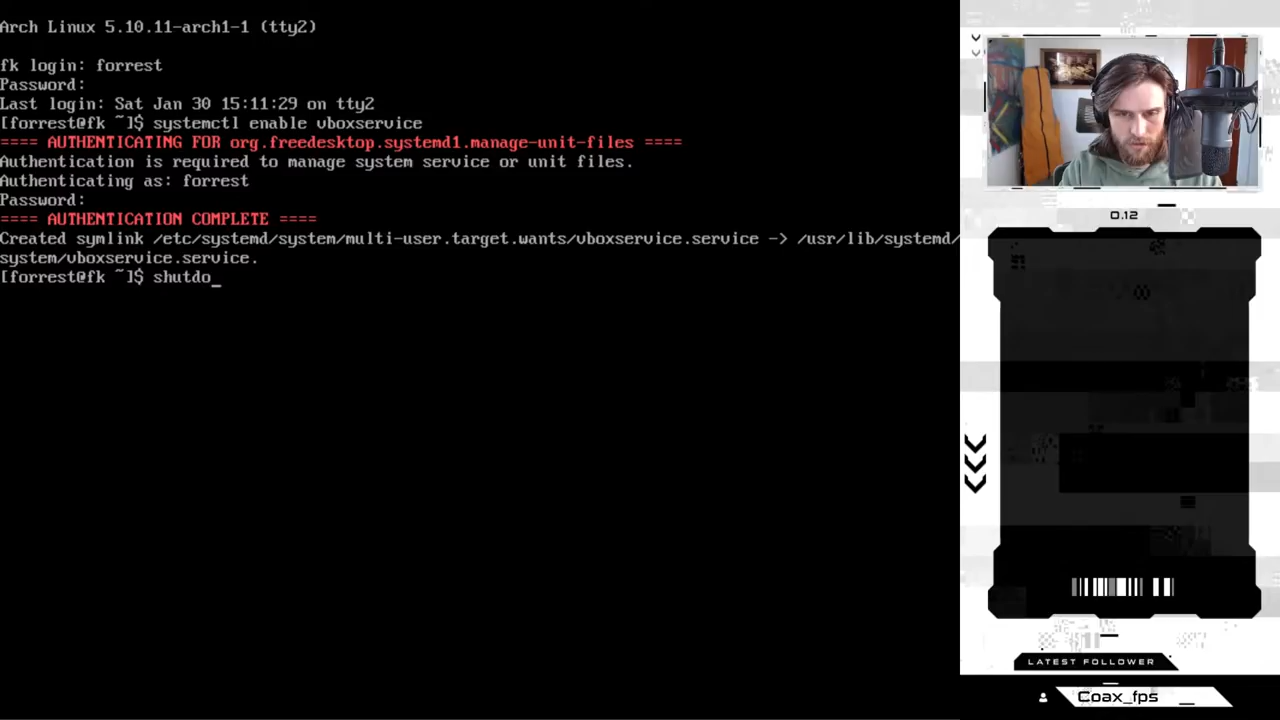 Arch Linux 5.10.11-arch1-1 (tty2)
fk login: forrest
Password:
Last login: Sat Jan 30 15:11:29 on tty2
[forrest@fk ~]$ systemctl enable vboxservice
==== AUTHENTICATING FOR org.freedesktop.systemd1.manage-unit-files ====
Authentication is required to manage system service or unit files.
Authenticating as: forrest
Password:
==== AUTHENTICATION COMPLETE ====
Created symlink /etc/systemd/system/multi-user.target.wants/vboxservice.service -> /usr/lib/systemd/
system/vboxservice.service.
[forrest@fk ~]$ shutdo_
0.12
LATEST FOLLOWER
Coax_fps